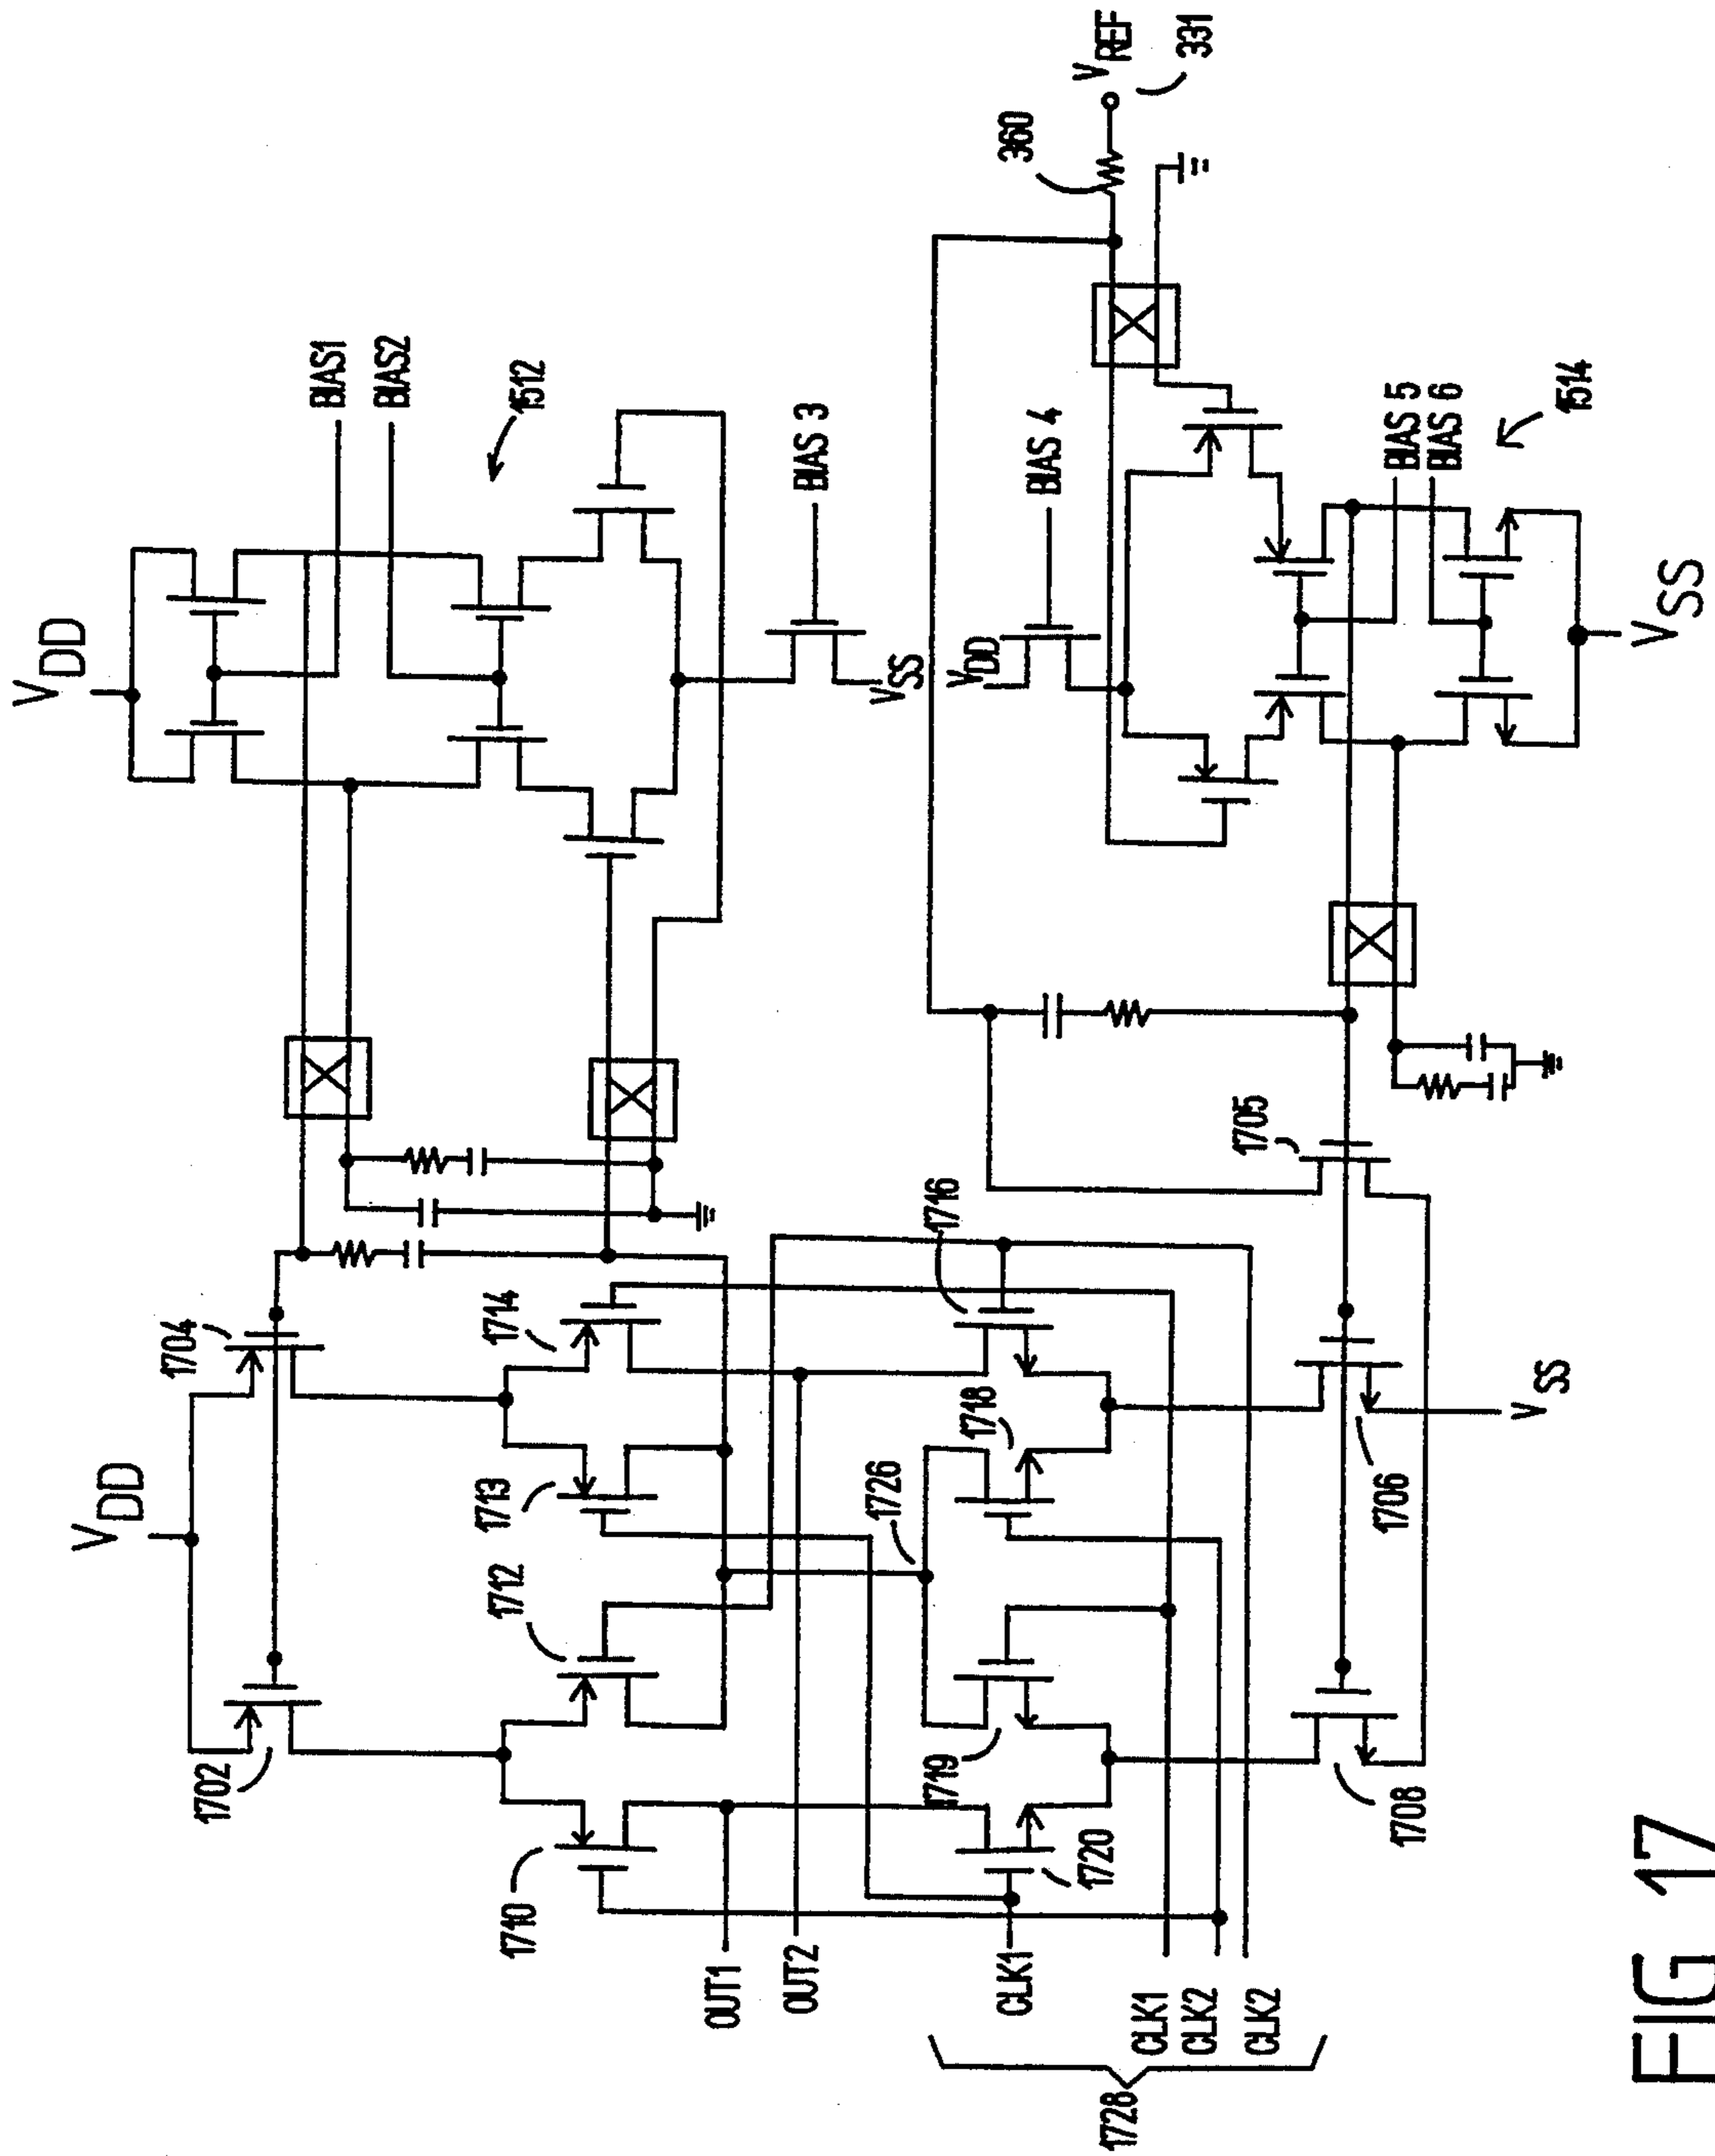 VDD
BIAS1
BIAS2
1512
BIAS 3
VSS
VDD
1704
1702
1714
1713
1712
1710
OUT1
OUT2
CLK1
1716
1718
1726
1719
1720
CLK1
CLK2
CLK2
1728
1705
1706
1708
VSS
VREF
331
360
VDD
BIAS 4
BIAS 5
BIAS 6
1514
VSS
FIG 17